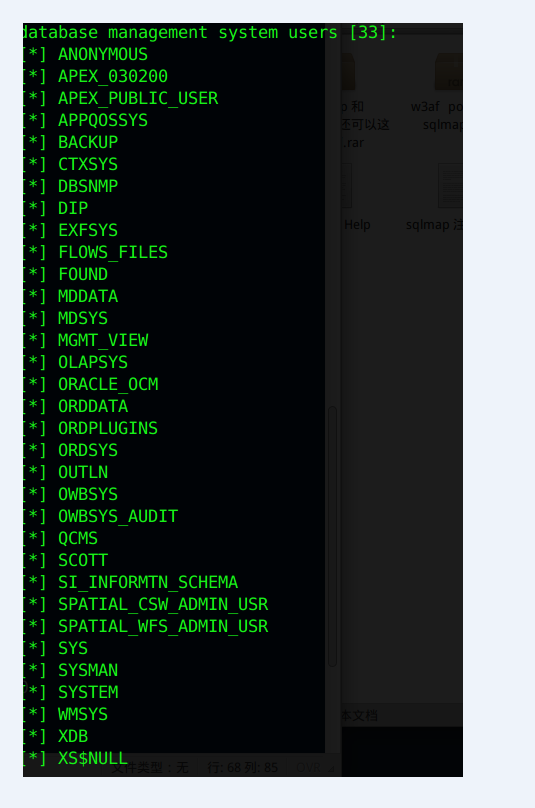 database management system users [33]:
[*] ANONYMOUS
[*] APEX_030200
[*] APEX_PUBLIC_USER
[*] APPQOSSYS
[*] BACKUP
[*] CTXSYS
[*] DBSNMP
[*] DIP
[*] EXFSYS
[*] FLOWS_FILES
[*] FOUND
[*] MDDATA
[*] MDSYS
[*] MGMT_VIEW
[*] OLAPSYS
[*] ORACLE_OCM
[*] ORDDATA
[*] ORDPLUGINS
[*] ORDSYS
[*] OUTLN
[*] OWBSYS
[*] OWBSYS_AUDIT
[*] QCMS
[*] SCOTT
[*] SI_INFORMTN_SCHEMA
[*] SPATIAL_CSW_ADMIN_USR
[*] SPATIAL_WFS_ADMIN_USR
[*] SYS
[*] SYSMAN
[*] SYSTEM
[*] WMSYS
[*] XDB
[*] XS$NULL
p 和
还可以这
.rar
w3af po
sqlmap
Help
sqlmap 注
本文档
文件类型：无 行: 68 列: 85 OVR